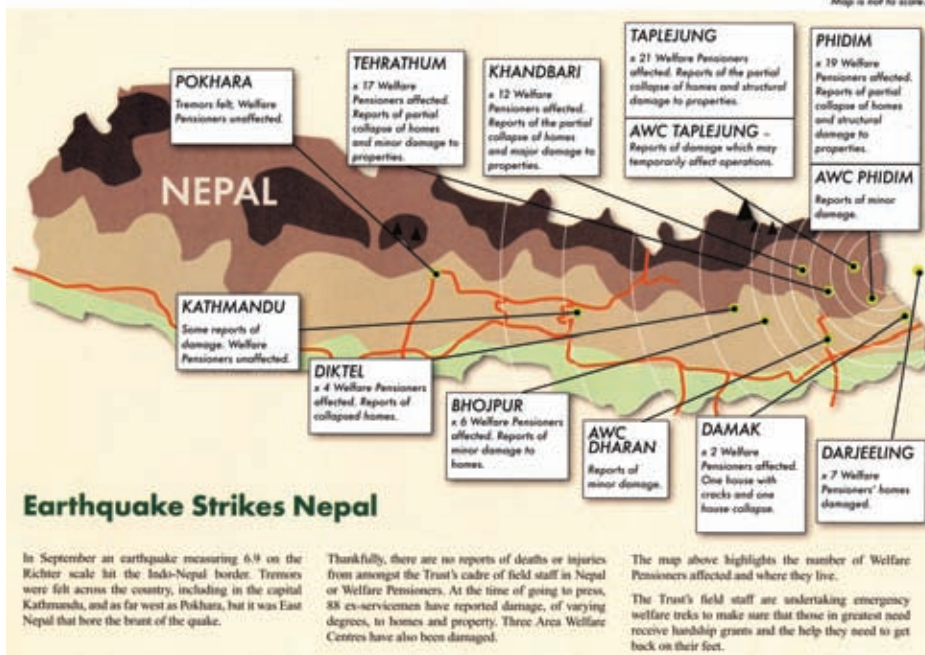 Map is not to scale.
POKHARA
Tremors felt; Welfare
Pensioners unaffected.
TEHRATHUM
x 17 Welfare
Pensioners affected.
Reports of partial
collapse of homes
and minor damage to
properties.
KHANDBARI
x 12 Welfare
Pensioners affected.
Reports of the partial
collapse of homes
and major damage to
properties.
TAPLEJUNG
x 21 Welfare Pensioners
affected. Reports of the partial
collapse of homes and structural
damage to properties.
AWC TAPLEJUNG –
Reports of damage which may
temporarily affect operations.
PHIDIM
x 19 Welfare
Pensioners affected.
Reports of partial
collapse of homes
and structural
damage to
properties.
AWC PHIDIM
Reports of minor
damage.
NEPAL
KATHMANDU
Some reports of
damage. Welfare
Pensioners unaffected.
DIKTEL
x 4 Welfare Pensioners
affected. Reports of
collapsed homes.
BHOJPUR
x 6 Welfare Pensioners
affected. Reports of
minor damage to
homes.
AWC
DHARAN
Reports of
minor damage.
DAMAK
x 2 Welfare
Pensioners affected.
One house with
cracks and one
house collapse.
DARJEELING
x 7 Welfare
Pensioners' homes
damaged.
Earthquake Strikes Nepal
In September an earthquake measuring 6.9 on the
Richter scale hit the Indo-Nepal border. Tremors
were felt across the country, including in the capital
Kathmandu, and as far west as Pokhara, but it was East
Nepal that bore the brunt of the quake.
Thankfully, there are no reports of deaths or injuries
from amongst the Trust's cadre of field staff in Nepal
or Welfare Pensioners. At the time of going to press,
88 ex-servicemen have reported damage, of varying
degrees, to homes and property. Three Area Welfare
Centres have also been damaged.
The map above highlights the number of Welfare
Pensioners affected and where they live.
The Trust's field staff are undertaking emergency
welfare treks to make sure that those in greatest need
receive hardship grants and the help they need to get
back on their feet.